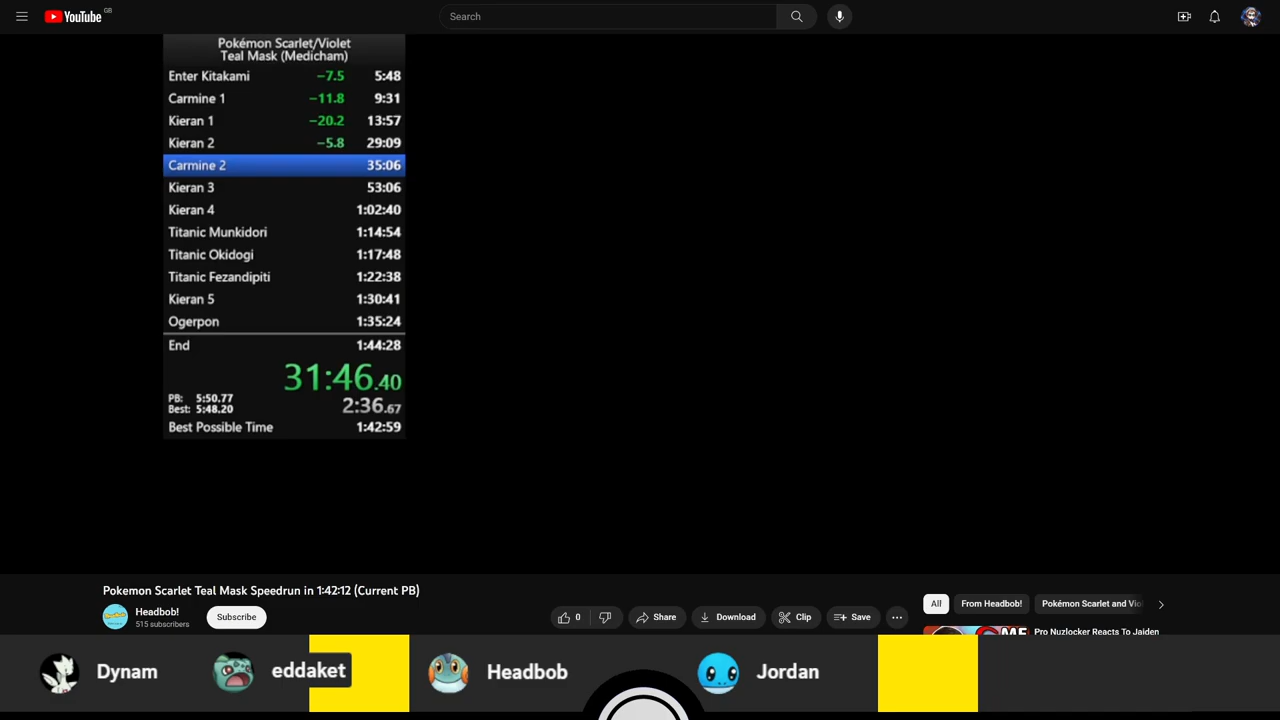 YouTube GB
Search
Pokémon Scarlet/Violet
Teal Mask (Medicham)
Enter Kitakami −7.5 5:48
Carmine 1 −11.8 9:31
Kieran 1 −20.2 13:57
Kieran 2 −5.8 29:09
Carmine 2 35:06
Kieran 3 53:06
Kieran 4 1:02:40
Titanic Munkidori 1:14:54
Titanic Okidogi 1:17:48
Titanic Fezandipiti 1:22:38
Kieran 5 1:30:41
Ogerpon 1:35:24
End 1:44:28
31:46.40
PB: 5:50.77
Best: 5:48.20
2:36.67
Best Possible Time 1:42:59
Pokemon Scarlet Teal Mask Speedrun in 1:42:12 (Current PB)
Headbob!
515 subscribers
Subscribe
0
Share
Download
Clip
Save
All
From Headbob!
Pokémon Scarlet and Vio
Pro Nuzlocker Reacts To Jaiden
Dynam
eddaket
Headbob
Jordan